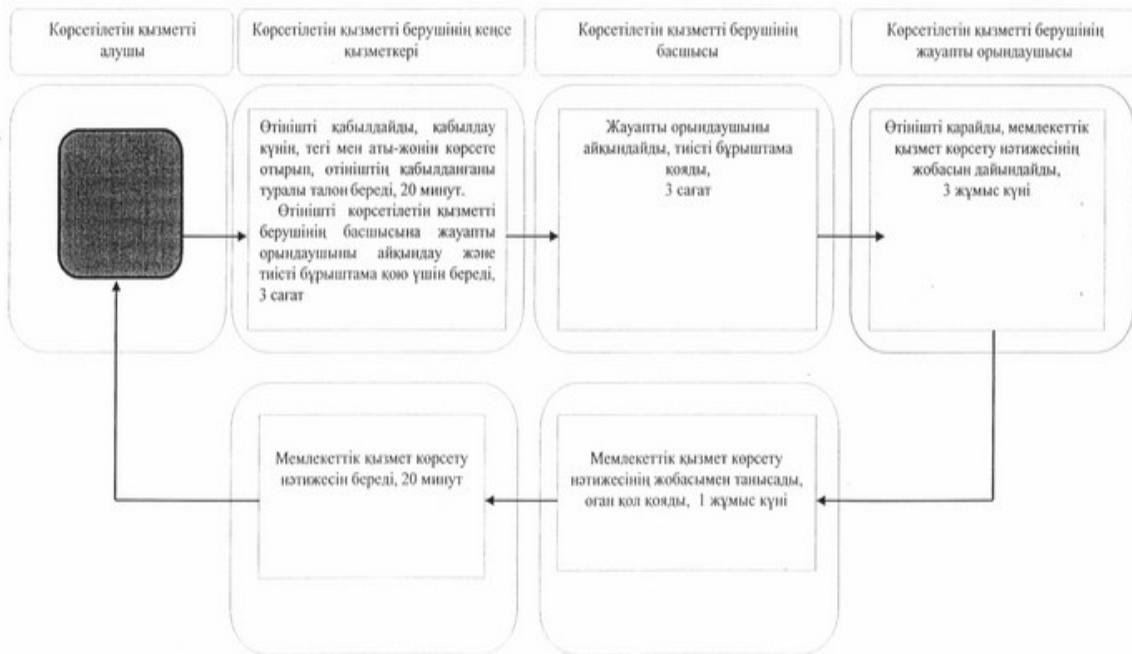 Көрсетілетін қызметті
алушы
Көрсетілетін қызметті берушінің кеңсе
қызметкері
Көрсетілетін қызметті берушінің
басшысы
Көрсетілетін қызметті берушінің
жауапты орындаушысы
Өтінішті қабылдайды, қабылдау
күнін, тегі мен аты-жөнін көрсете
отырып, өтініштің қабылданғаны
туралы талон береді, 20 минут.
Өтінішті көрсетілетін қызметті
берушінің басшысына жауапты
орындаушыны айқындау және
тиісті бұрыштама қою үшін береді,
3 сағат
Жауапты орындаушыны
айқындайды, тиісті бұрыштама
қояды,
3 сағат
Өтінішті қарайды, мемлекеттік
қызмет көрсету нәтижесінің
жобасын дайындайды,
3 жұмыс күні
Мемлекеттік қызмет көрсету
нәтижесін береді, 20 минут
Мемлекеттік қызмет көрсету
нәтижесінің жобасымен танысады,
оған қол қояды, 1 жұмыс күні